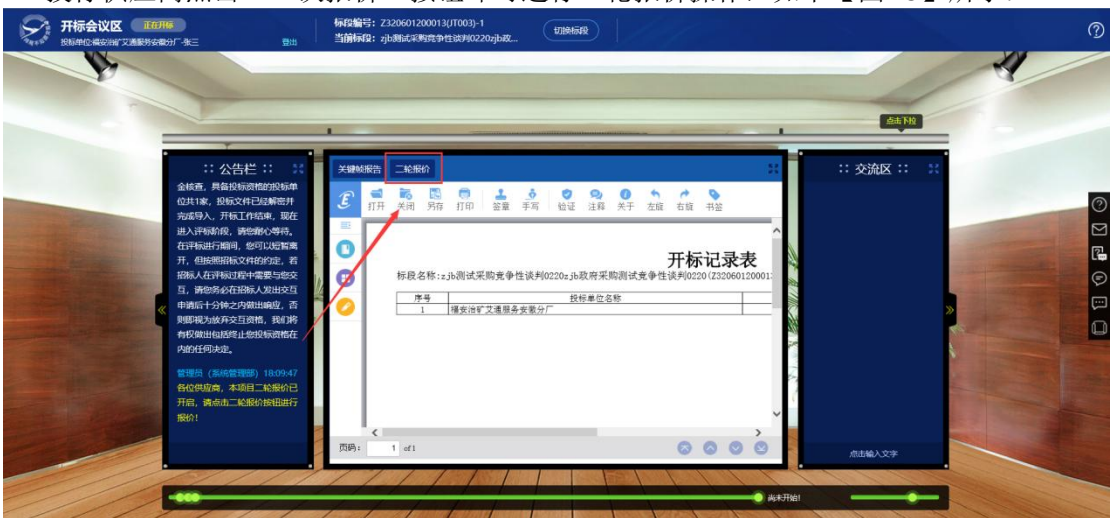 开标会议区 正在开标
投标单位:福安治矿艾通服务安徽分厂-张三 登出
标段编号：Z320601200013(JT003)-1
当前标段：zjb测试采购竞争性谈判0220zjb政...
切换标段
点击下拉
:: 公告栏 ::
金核查，具备投标资格的投标单
位共1家，投标文件已经解密并
完成导入，开标工作结束，现在
进入评标阶段，请您耐心等待。
在评标进行期间，您可以短暂离
开，但按照招标文件的约定，若
招标人在评标过程中需要与您交
互，请您务必在招标人发出交互
申请后十分钟之内做出响应，否
则即视为放弃交互资格，我们将
有权做出包括终止您投标资格在
内的任何决定。
管理员（系统管理部）18:09:47
各位供应商，本项目二轮报价已
开启，请点击二轮报价按钮进行
报价！
关键帧报告 二轮报价
打开 关闭 另存 打印 签章 手写 验证 注释 关于 左旋 右旋 书签
开标记录表
标段名称:zjb测试采购竞争性谈判0220zjb政府采购测试竞争性谈判0220(Z32060120001
序号 投标单位名称
1 福安治矿艾通服务安徽分厂
页码: 1 of1
:: 交流区 ::
点击输入文字
尚未开始!